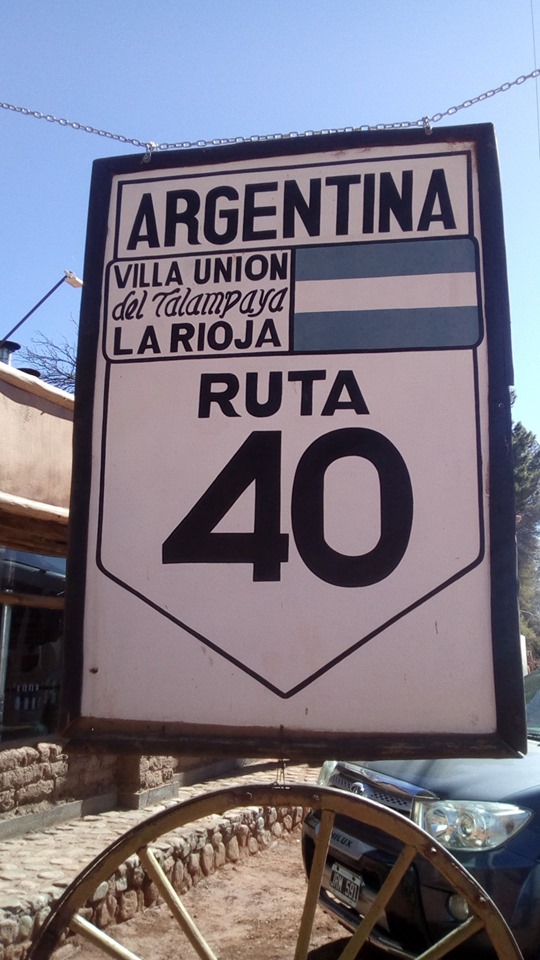 ARGENTINA
VILLA UNION
del Talampaya
LA RIOJA
RUTA
40